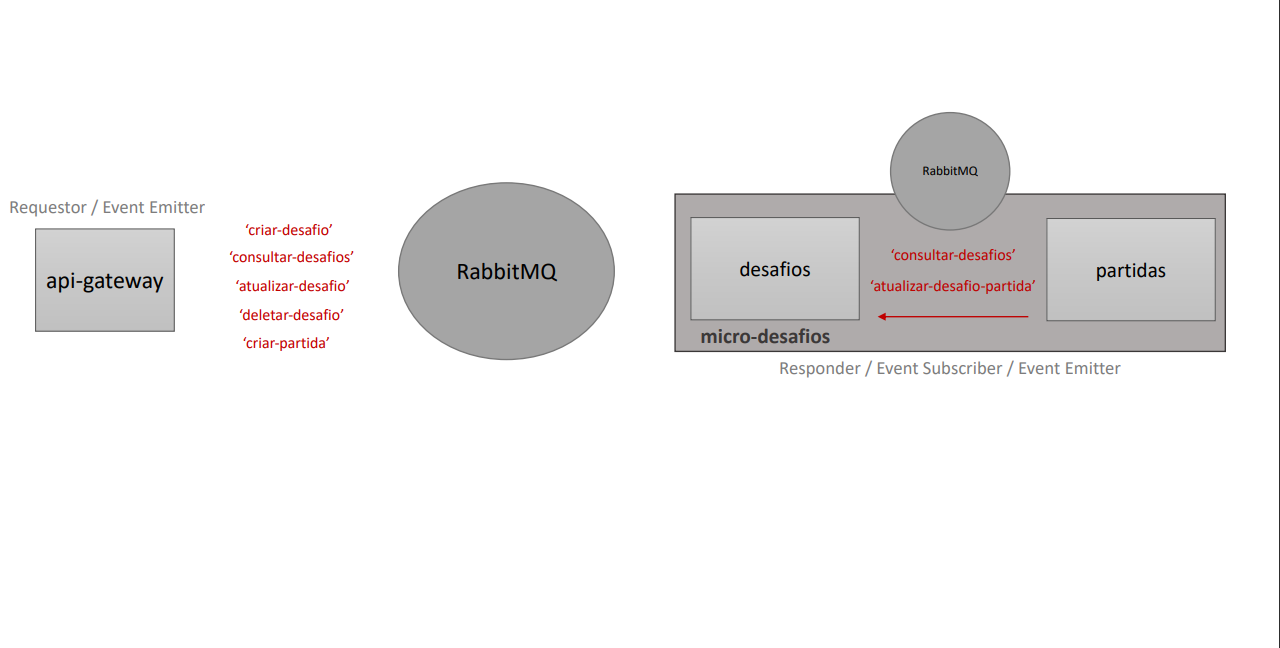 Requestor / Event Emitter
api-gateway
‘criar-desafio’
‘consultar-desafios’
‘atualizar-desafio’
‘deletar-desafio’
‘criar-partida’
RabbitMQ
RabbitMQ
desafios
‘consultar-desafios’
‘atualizar-desafio-partida’
partidas
micro-desafios
Responder / Event Subscriber / Event Emitter